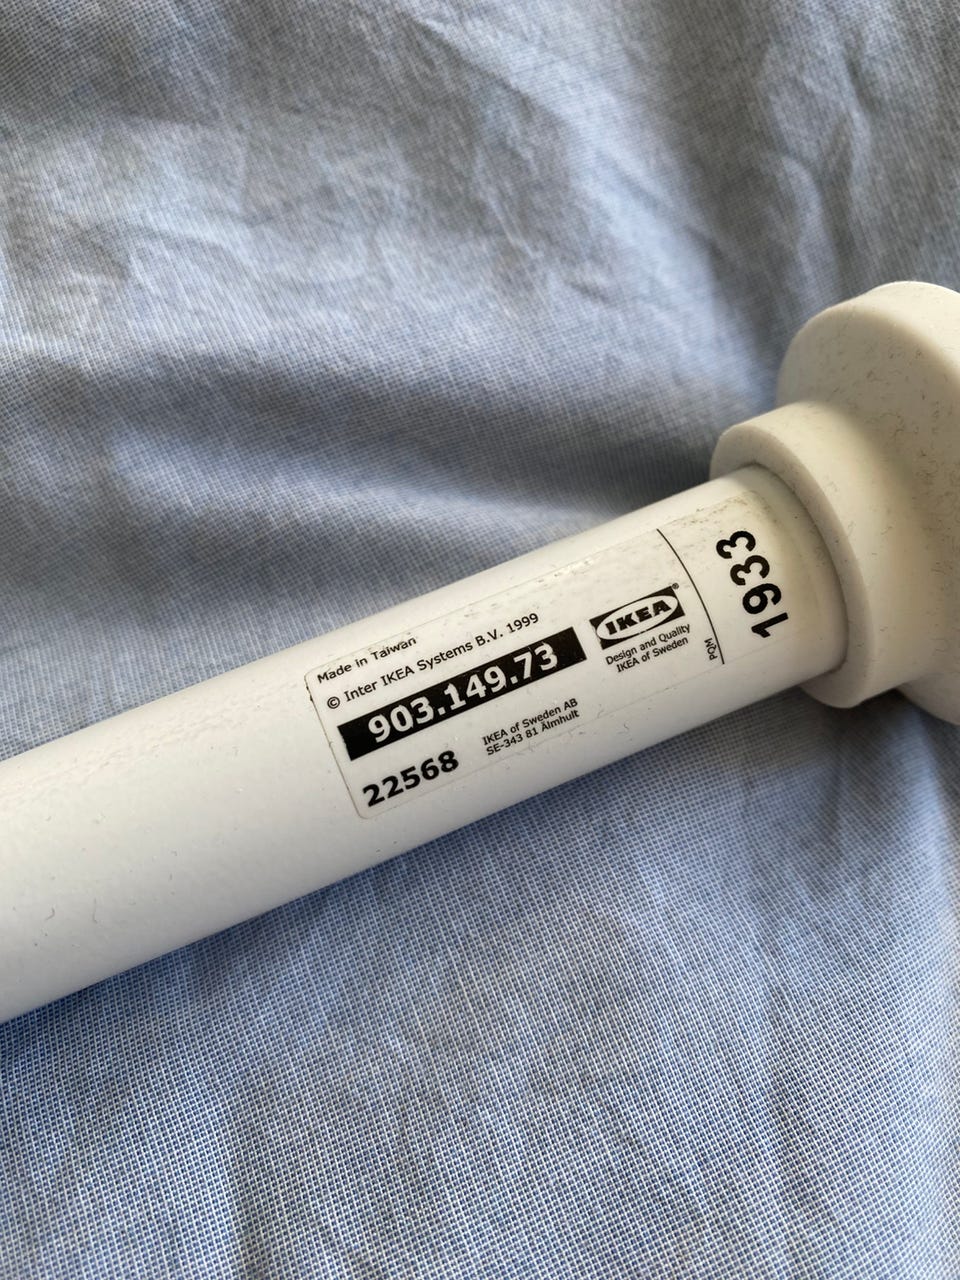 Made in Taiwan
© Inter IKEA Systems B.V. 1999
903.149.73
22568
IKEA of Sweden AB
SE-343 81 Älmhult
IKEA®
Design and Quality
IKEA of Sweden
PQM
1933